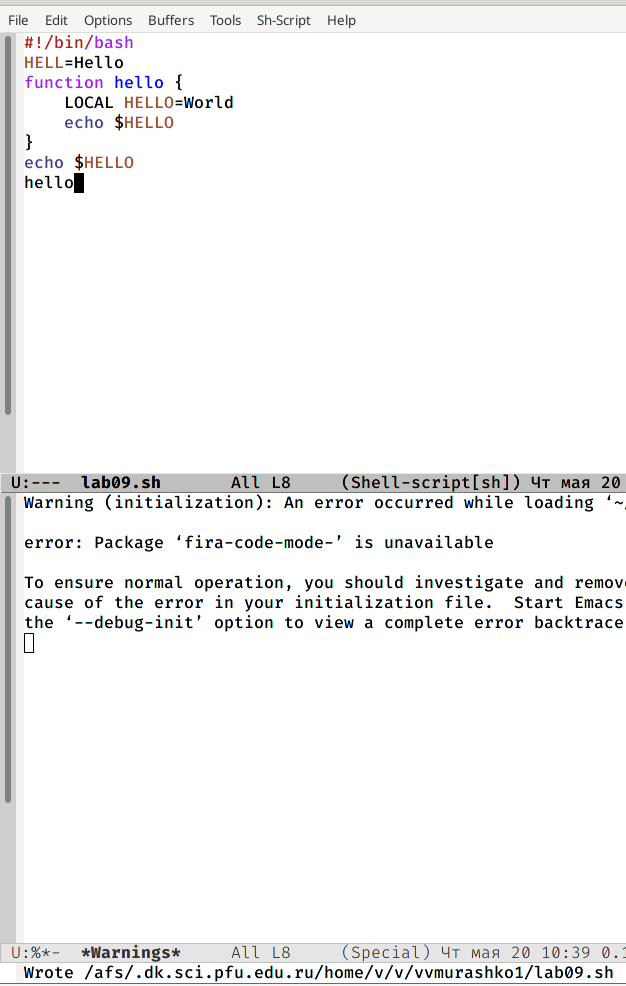 File Edit Options Buffers Tools Sh-Script Help
#!/bin/bash
HELL=Hello
function hello {
    LOCAL HELLO=World
    echo $HELLO
}
echo $HELLO
hello
U:--- lab09.sh All L8 (Shell-script[sh]) Чт мая 20
Warning (initialization): An error occurred while loading ‘~/
error: Package ‘fira-code-mode-’ is unavailable
To ensure normal operation, you should investigate and remove
cause of the error in your initialization file.  Start Emacs
the ‘--debug-init’ option to view a complete error backtrace
U:%*- *Warnings* All L8 (Special) Чт мая 20 10:39 0.1
Wrote /afs/.dk.sci.pfu.edu.ru/home/v/v/vvmurashko1/lab09.sh